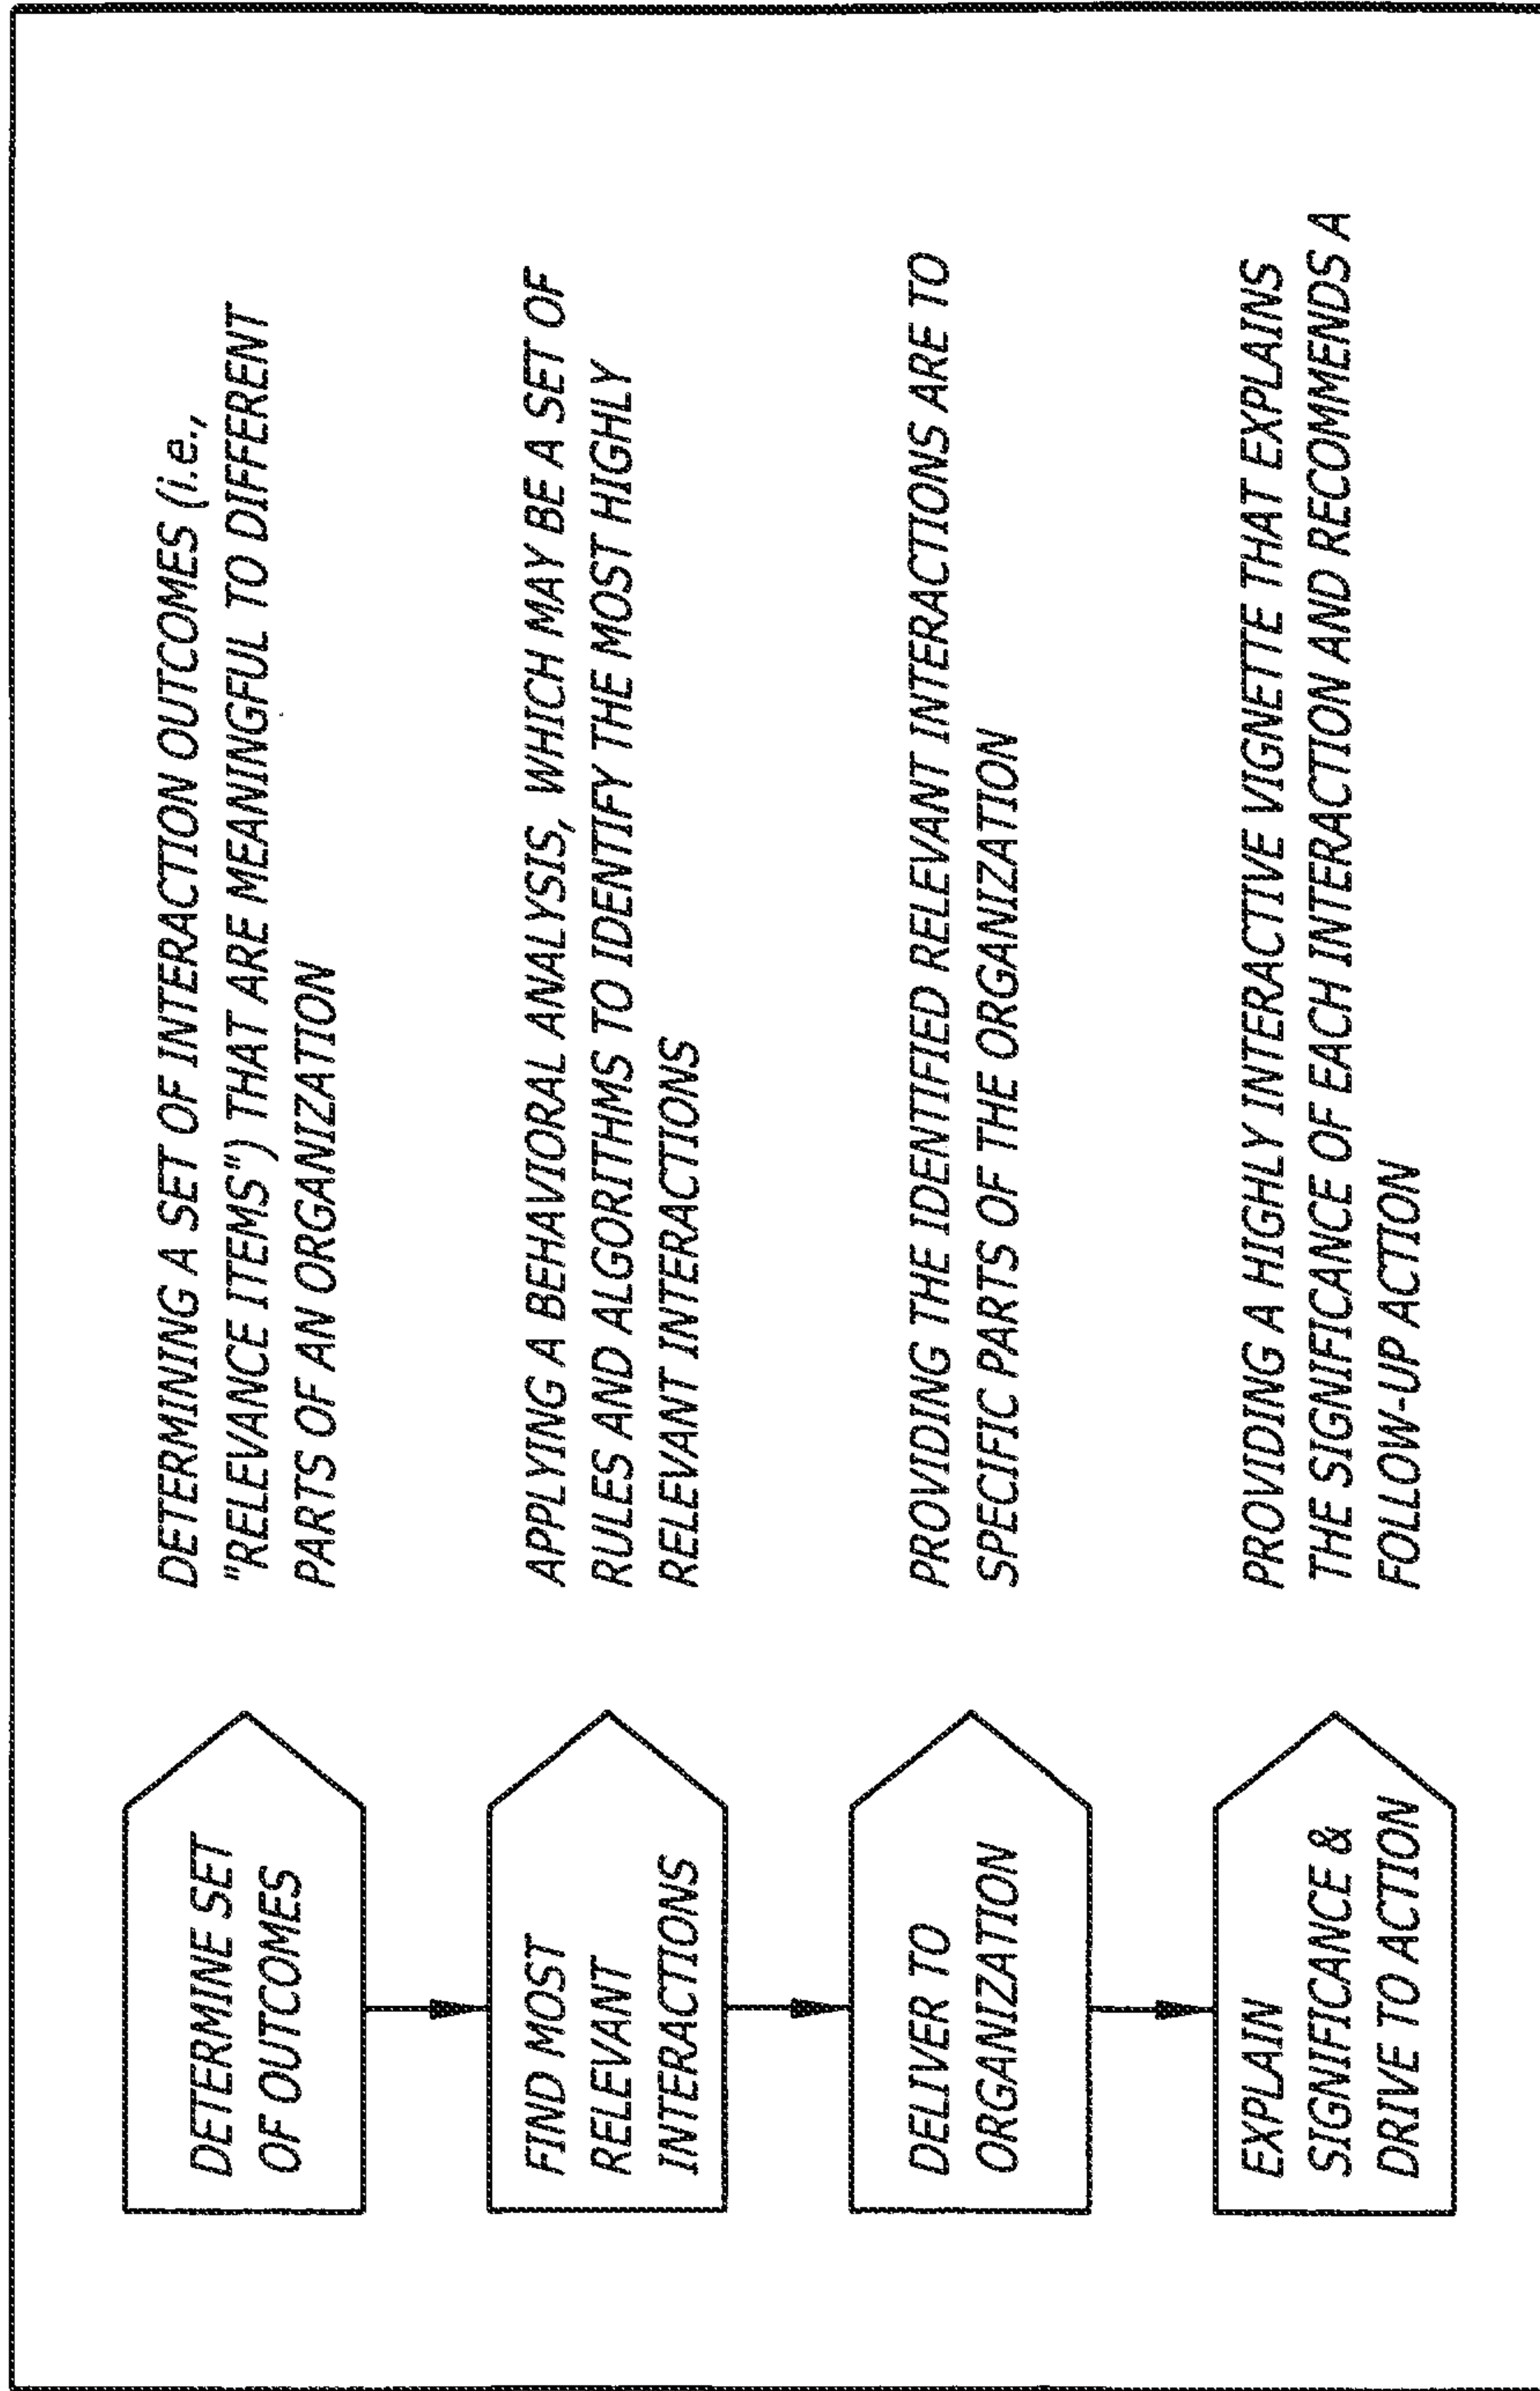 DETERMINE SET
OF OUTCOMES
DETERMINING A SET OF INTERACTION OUTCOMES (i.e.,
"RELEVANCE ITEMS") THAT ARE MEANINGFUL TO DIFFERENT
PARTS OF AN ORGANIZATION
FIND MOST
RELEVANT
INTERACTIONS
APPLYING A BEHAVIORAL ANALYSIS, WHICH MAY BE A SET OF
RULES AND ALGORITHMS TO IDENTIFY THE MOST HIGHLY
RELEVANT INTERACTIONS
DELIVER TO
ORGANIZATION
PROVIDING THE IDENTIFIED RELEVANT INTERACTIONS ARE TO
SPECIFIC PARTS OF THE ORGANIZATION
EXPLAIN
SIGNIFICANCE &
DRIVE TO ACTION
PROVIDING A HIGHLY INTERACTIVE VIGNETTE THAT EXPLAINS
THE SIGNIFICANCE OF EACH INTERACTION AND RECOMMENDS A
FOLLOW-UP ACTION